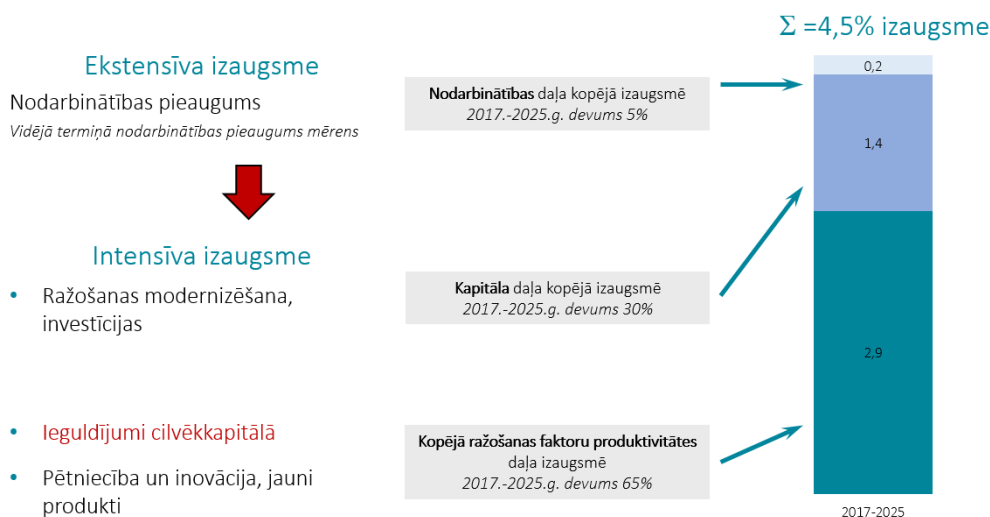 Σ =4,5% izaugsme
Ekstensīva izaugsme
Nodarbinātības pieaugums
Vidējā termiņā nodarbinātības pieaugums mērens
Intensīva izaugsme
• Ražošanas modernizēšana,
investīcijas
• Ieguldījumi cilvēkkapitālā
• Pētniecība un inovācija, jauni
produkti
Nodarbinātības daļa kopējā izaugsmē
2017.-2025.g. devums 5%
Kapitāla daļa kopējā izaugsmē
2017.-2025.g. devums 30%
Kopējā ražošanas faktoru produktivitātes
daļa izaugsmē
2017.-2025.g. devums 65%
0,2
1,4
2,9
2017-2025